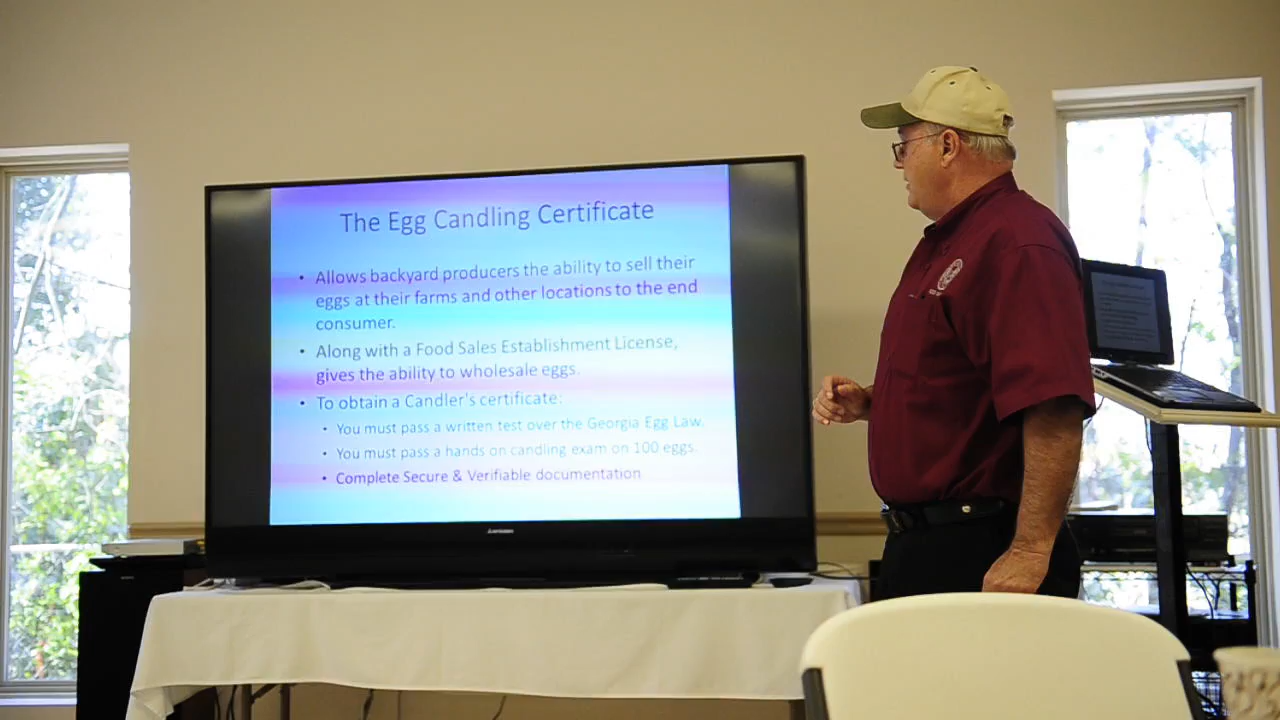 The Egg Candling Certificate
• Allows backyard producers the ability to sell their
eggs at their farms and other locations to the end
consumer.
• Along with a Food Sales Establishment License,
gives the ability to wholesale eggs.
• To obtain a Candler's certificate:
• You must pass a written test over the Georgia Egg Law.
• You must pass a hands on candling exam on 100 eggs.
• Complete Secure & Verifiable documentation